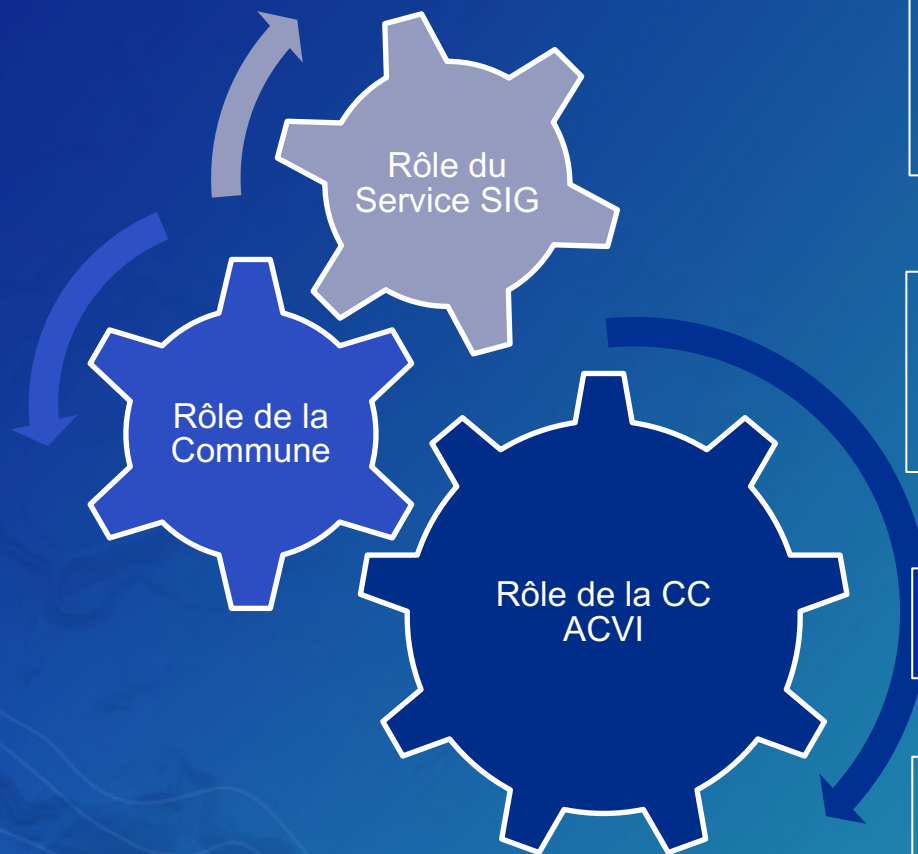 Rôle du
Service SIG
Rôle de la
Commune
Rôle de la CC
ACVI